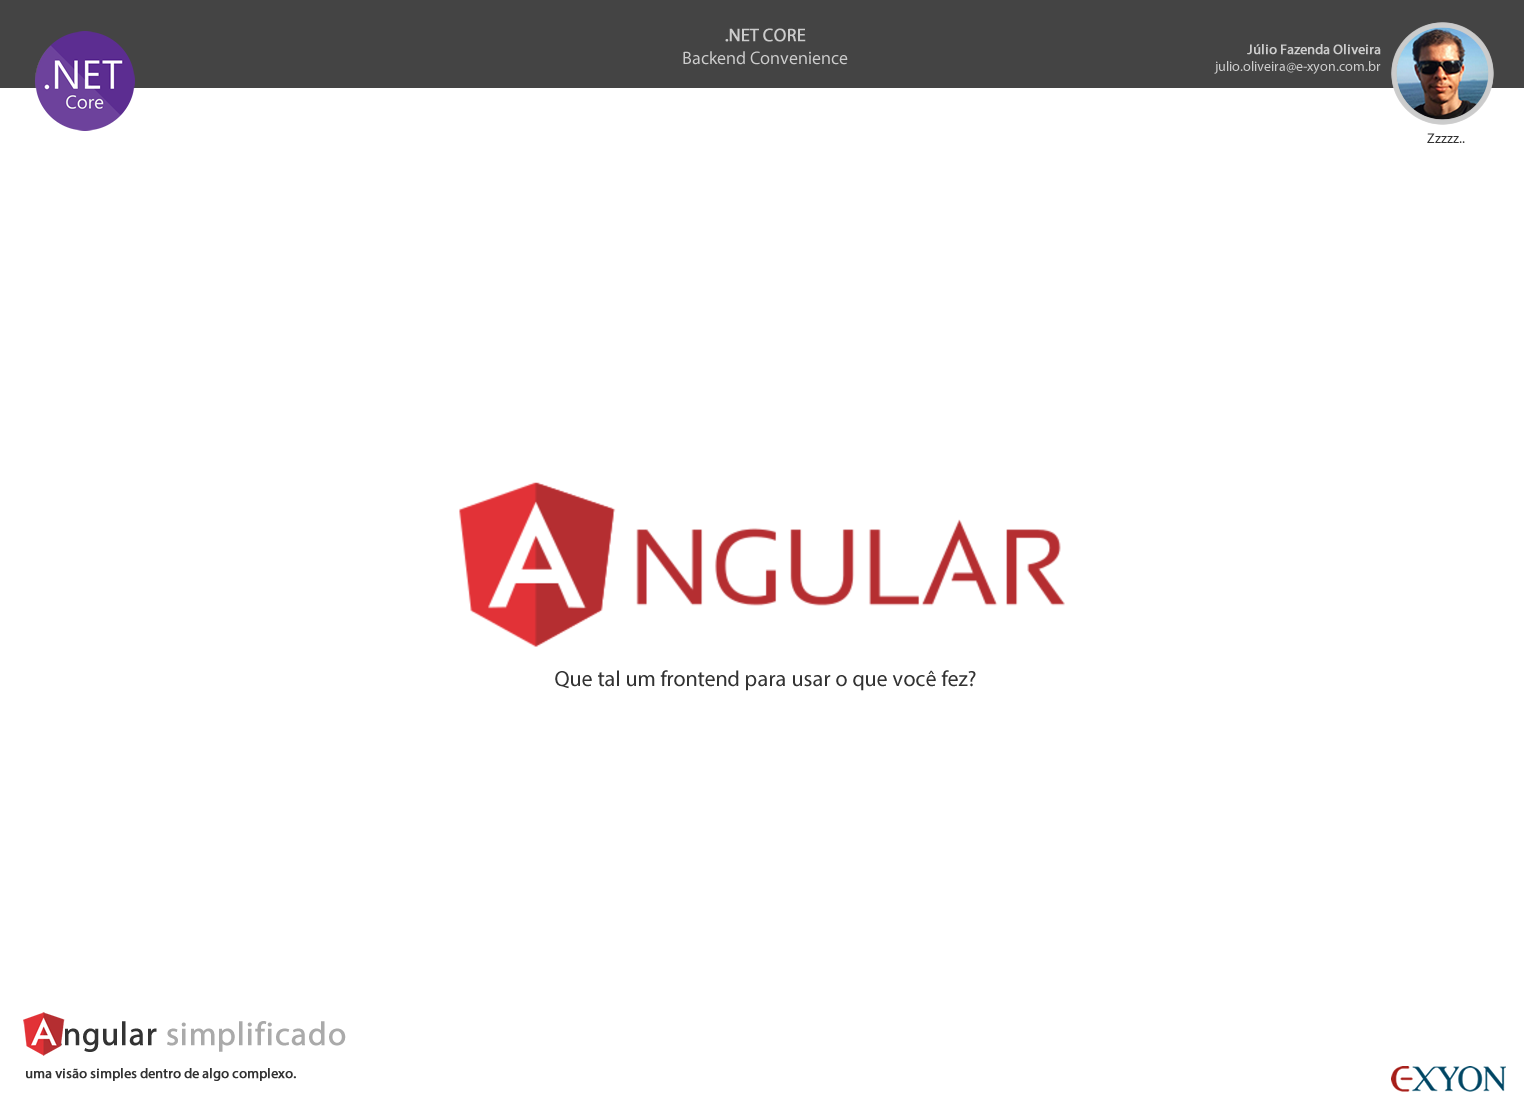 .NET CORE
Backend Convenience
.NET
Core
Júlio Fazenda Oliveira
julio.oliveira@e-xyon.com.br
Zzzzz..
ANGULAR
Que tal um frontend para usar o que você fez?
Angular simplificado
uma visão simples dentro de algo complexo.
E-XYON